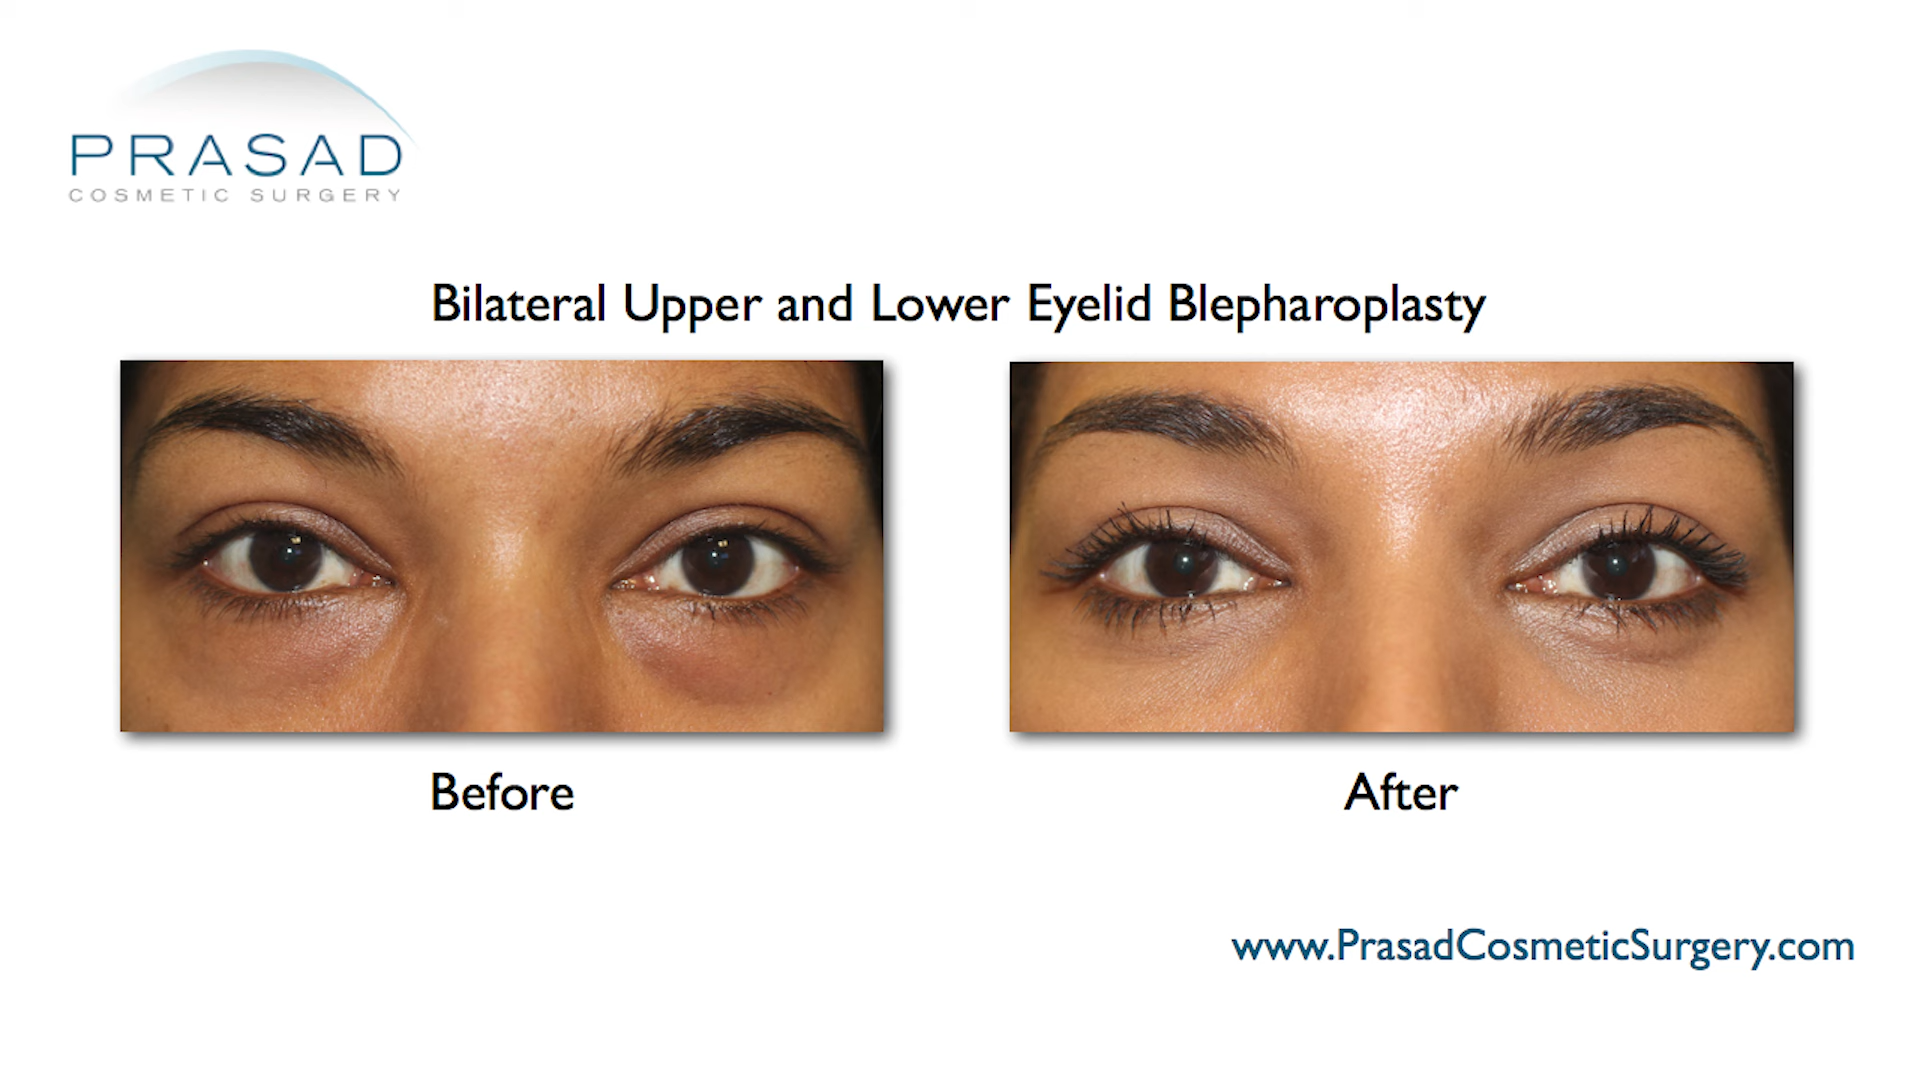 PRASAD
COSMETIC SURGERY
Bilateral Upper and Lower Eyelid Blepharoplasty
Before
After
www.PrasadCosmeticSurgery.com